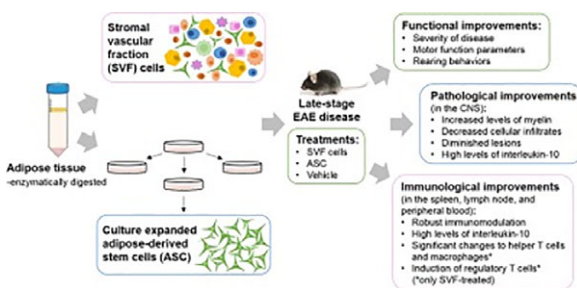 Stromal
vascular
fraction
(SVF) cells
Adipose tissue
-enzymatically digested
Culture expanded
adipose-derived
stem cells (ASC)
Late-stage
EAE disease
Treatments:
• SVF cells
• ASC
• Vehicle
Functional improvements:
• Severity of disease
• Motor function parameters
• Rearing behaviors
Pathological improvements
(in the CNS):
• Increased levels of myelin
• Decreased cellular infiltrates
• Diminished lesions
• High levels of interleukin-10
Immunological improvements
(in the spleen, lymph node, and
peripheral blood):
• Robust immunomodulation
• High levels of interleukin-10
• Significant changes to helper T cells
and macrophages*
• Induction of regulatory T cells*
(*only SVF-treated)